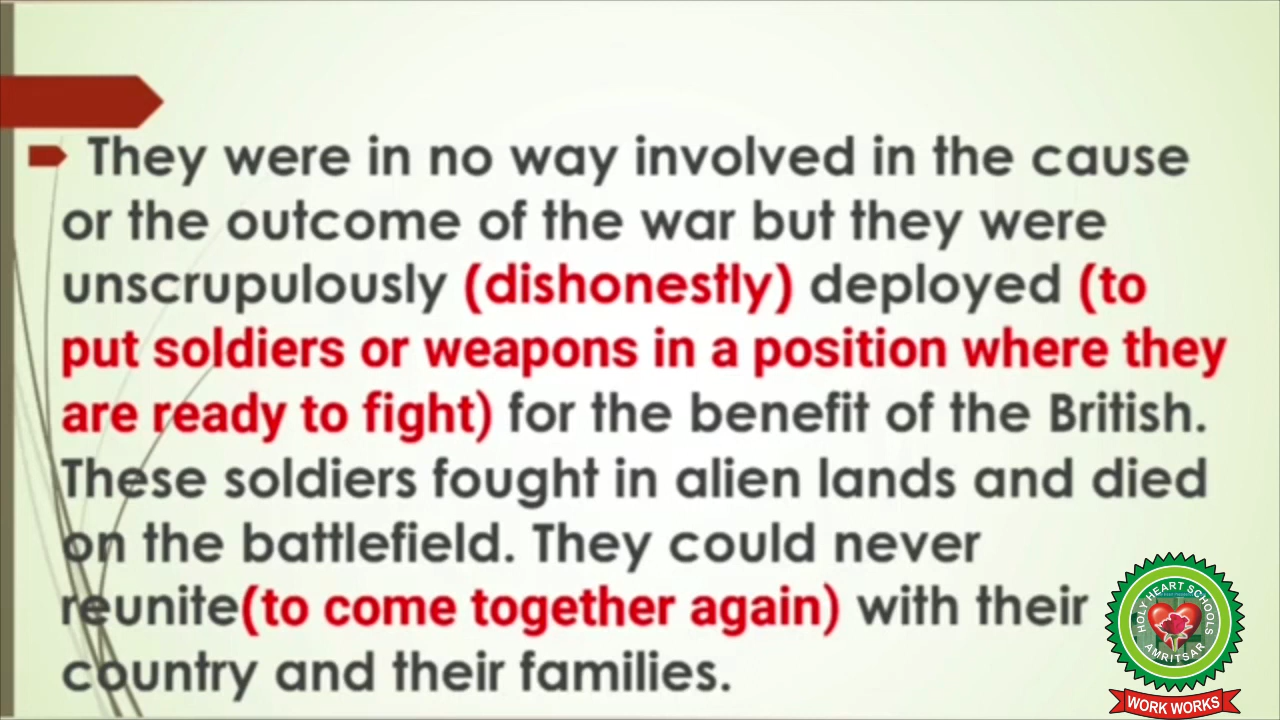 They were in no way involved in the cause
or the outcome of the war but they were
unscrupulously (dishonestly) deployed (to
put soldiers or weapons in a position where they
are ready to fight) for the benefit of the British.
These soldiers fought in alien lands and died
on the battlefield. They could never
reunite(to come together again) with their
country and their families.
HOLY HEART SCHOOLS
AMRITSAR
WORK WORKS